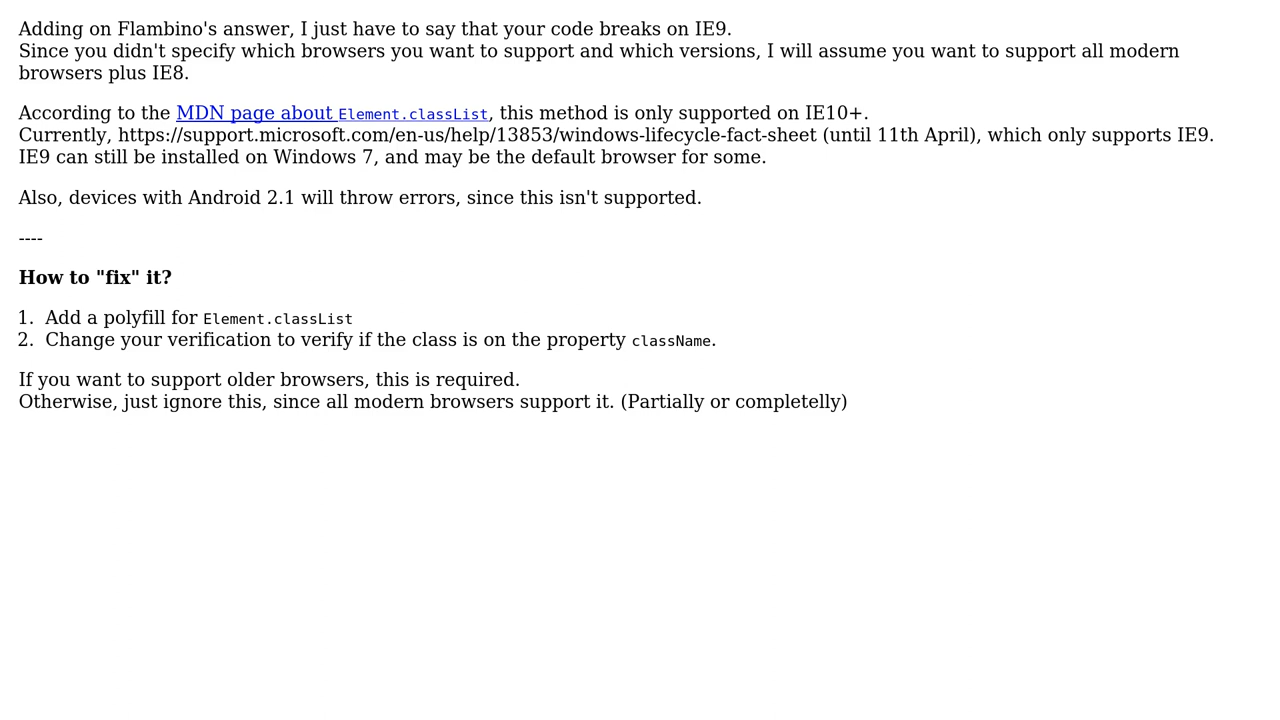 Adding on Flambino's answer, I just have to say that your code breaks on IE9.
Since you didn't specify which browsers you want to support and which versions, I will assume you want to support all modern
browsers plus IE8.
According to the MDN page about Element.classList, this method is only supported on IE10+.
Currently, https://support.microsoft.com/en-us/help/13853/windows-lifecycle-fact-sheet (until 11th April), which only supports IE9.
IE9 can still be installed on Windows 7, and may be the default browser for some.
Also, devices with Android 2.1 will throw errors, since this isn't supported.
----
How to "fix" it?
1. Add a polyfill for Element.classList
2. Change your verification to verify if the class is on the property className.
If you want to support older browsers, this is required.
Otherwise, just ignore this, since all modern browsers support it. (Partially or completelly)